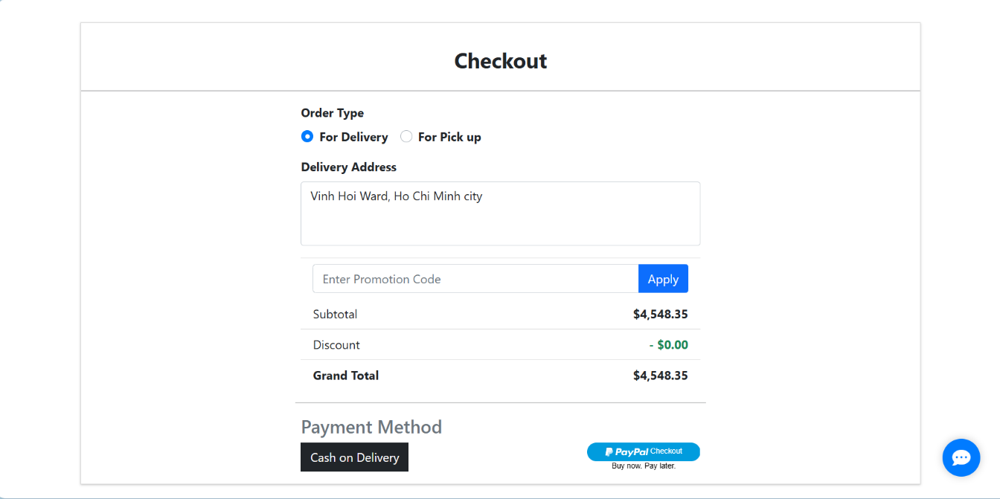 Checkout
Order Type
For Delivery For Pick up
Delivery Address
Vinh Hoi Ward, Ho Chi Minh city
Enter Promotion Code Apply
Subtotal $4,548.35
Discount - $0.00
Grand Total $4,548.35
Payment Method
Cash on Delivery PayPal Checkout
Buy now. Pay later.